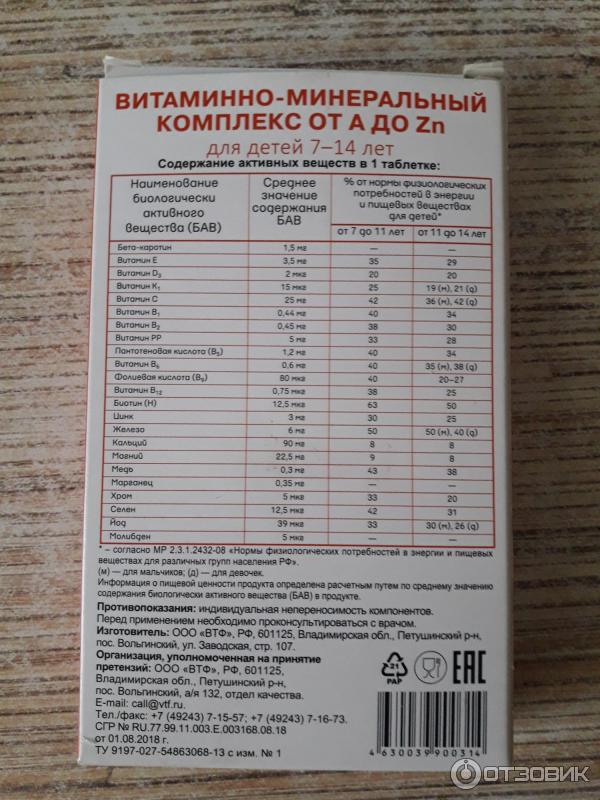 ВИТАМИННО-МИНЕРАЛЬНЫЙ
КОМПЛЕКС ОТ А ДО Zn
для детей 7–14 лет
Содержание активных веществ в 1 таблетке:
Наименование биологически активного вещества (БАВ) | Среднее значение содержания БАВ | % от нормы физиологических потребностей в энергии и пищевых веществах для детей*
от 7 до 11 лет | от 11 до 14 лет
Бета-каротин 1,5 мг — —
Витамин Е 3,5 мг 35 29
Витамин D3 2 мкг 20 20
Витамин К1 15 мкг 25 19 (м), 21 (д)
Витамин С 25 мг 42 36 (м), 42 (д)
Витамин В1 0,44 мг 40 34
Витамин В2 0,45 мг 38 30
Витамин РР 5 мг 33 28
Пантотеновая кислота (В5) 1,2 мг 40 34
Витамин В6 0,6 мг 40 35 (м), 38 (д)
Фолиевая кислота (В9) 80 мкг 40 20–27
Витамин В12 0,75 мкг 38 25
Биотин (Н) 12,5 мкг 63 50
Цинк 3 мг 30 25
Железо 6 мг 50 50 (м), 40 (д)
Кальций 90 мг 8 8
Магний 22,5 мг 9 8
Медь 0,3 мг 43 38
Марганец 0,35 мг — —
Хром 5 мкг 33 20
Селен 12,5 мкг 42 31
Йод 39 мкг 33 30 (м), 26 (д)
Молибден 5 мкг — —
* – согласно МР 2.3.1.2432-08 «Нормы физиологических потребностей в энергии и пищевых
веществах для различных групп населения РФ».
(м) — для мальчиков; (д) — для девочек.
Информация о пищевой ценности продукта определена расчетным путем по среднему значению
содержания биологически активного вещества (БАВ) в продукте.
Противопоказания: индивидуальная непереносимость компонентов.
Перед применением необходимо проконсультироваться с врачом.
Изготовитель: ООО «ВТФ», РФ, 601125, Владимирская обл., Петушинский р-н,
пос. Вольгинский, ул. Заводская, стр. 107.
Организация, уполномоченная на принятие
претензий: ООО «ВТФ», РФ, 601125,
Владимирская обл., Петушинский р-н,
пос. Вольгинский, а/я 132, отдел качества.
E-mail: call@vtf.ru
Тел./факс: +7 (49243) 7-15-57; +7 (49243) 7-16-73.
СГР № RU.77.99.11.003.E.003168.08.18
от 01.08.2018 г.
ТУ 9197-027-54863068-13 с изм. № 1
21
PAP
EAC
4 630039 900314
ОТЗОВИК